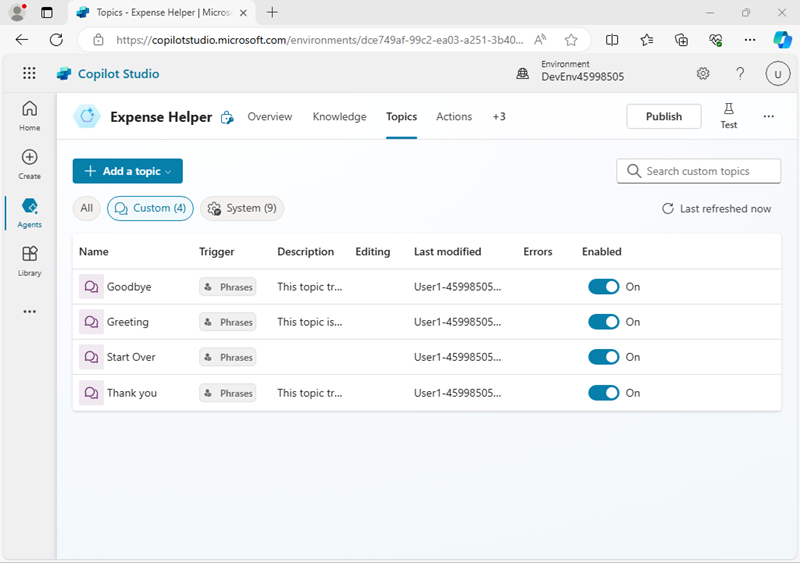 Topics - Expense Helper | Micros
https://copilotstudio.microsoft.com/environments/dce749af-99c2-ea03-a251-3b40...
Copilot Studio
Environment
DevEnv45998505
U
Home
Create
Agents
Library
Expense Helper
Overview
Knowledge
Topics
Actions
+3
Publish
Test
Add a topic
Search custom topics
All
Custom (4)
System (9)
Last refreshed now
Name Trigger Description Editing Last modified Errors Enabled
Goodbye Phrases This topic tr... User1-45998505... On
Greeting Phrases This topic is... User1-45998505... On
Start Over Phrases User1-45998505... On
Thank you Phrases This topic tr... User1-45998505... On